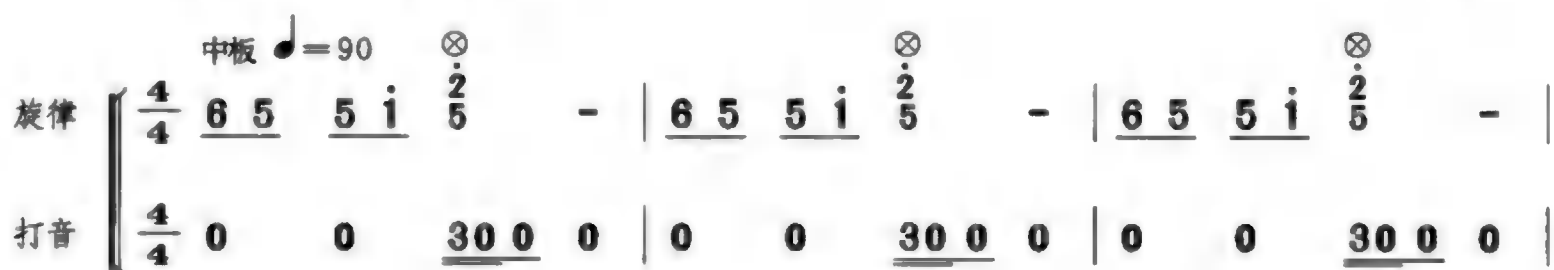 中板 ♩=90
旋律 4/4 6 5 5 i̇ 2̇ 5 - | 6 5 5 i̇ 2̇ 5 - | 6 5 5 i̇ 2̇ 5 - |
打音 4/4 0 0 30 0 0 | 0 0 30 0 0 | 0 0 30 0 0 |